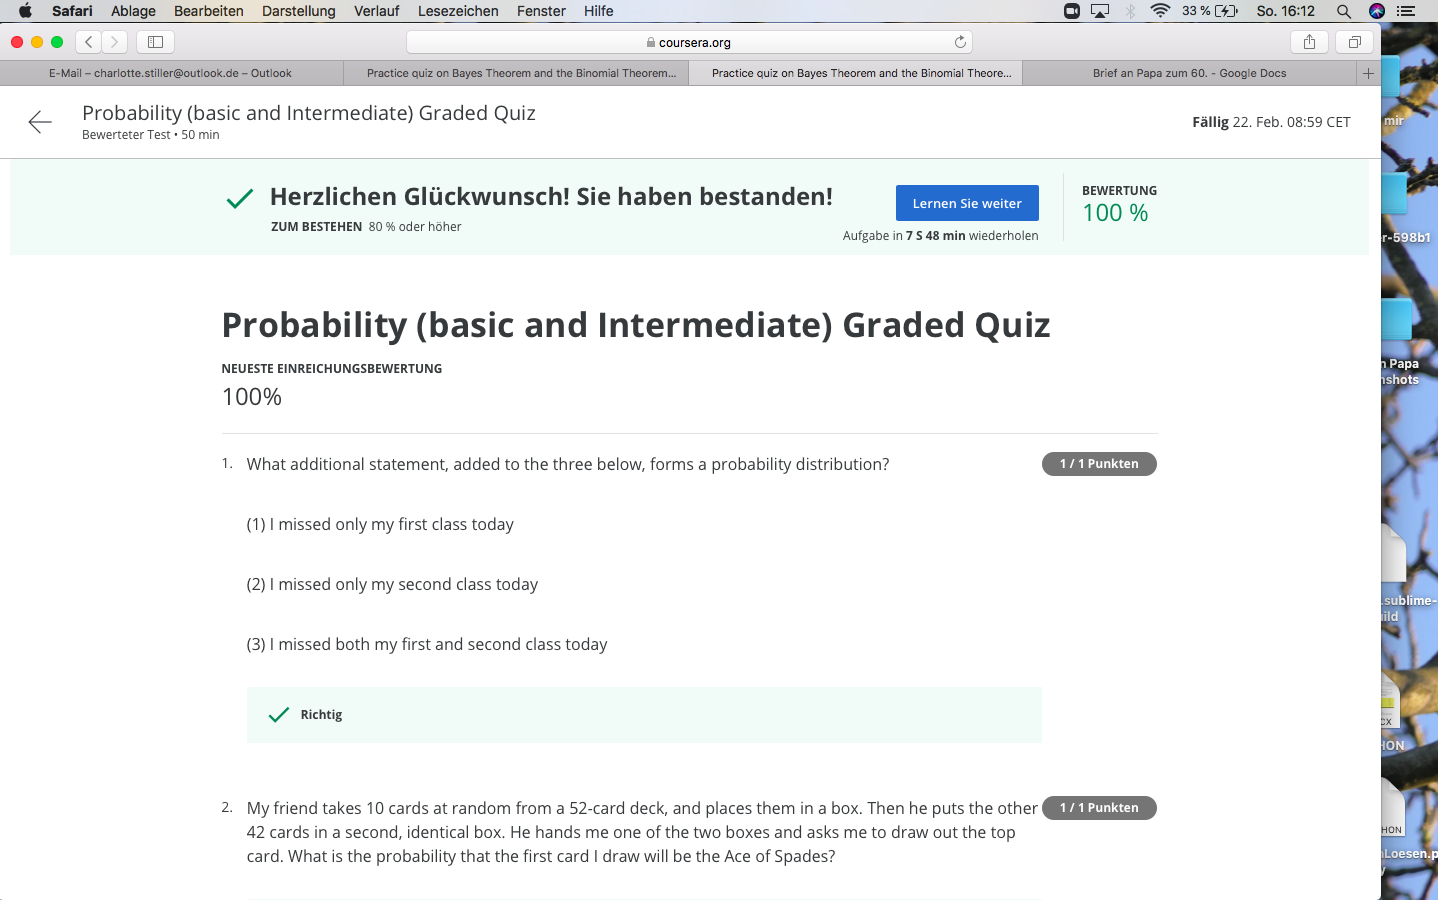 Safari Ablage Bearbeiten Darstellung Verlauf Lesezeichen Fenster Hilfe 33 % So. 16:12
coursera.org
E-Mail – charlotte.stiller@outlook.de – Outlook
Practice quiz on Bayes Theorem and the Binomial Theorem...
Practice quiz on Bayes Theorem and the Binomial Theore...
Brief an Papa zum 60. - Google Docs
Probability (basic and Intermediate) Graded Quiz
Bewerteter Test • 50 min
Fällig 22. Feb. 08:59 CET
Herzlichen Glückwunsch! Sie haben bestanden!
ZUM BESTEHEN 80 % oder höher
Lernen Sie weiter
Aufgabe in 7 S 48 min wiederholen
BEWERTUNG
100 %
Probability (basic and Intermediate) Graded Quiz
NEUESTE EINREICHUNGSBEWERTUNG
100%
1. What additional statement, added to the three below, forms a probability distribution?
1 / 1 Punkten
(1) I missed only my first class today
(2) I missed only my second class today
(3) I missed both my first and second class today
Richtig
2. My friend takes 10 cards at random from a 52-card deck, and places them in a box. Then he puts the other
42 cards in a second, identical box. He hands me one of the two boxes and asks me to draw out the top
card. What is the probability that the first card I draw will be the Ace of Spades?
1 / 1 Punkten
mir
r-598b1
n Papa
nshots
.sublime-
ild
CX
HON
HON
Loesen.p
y